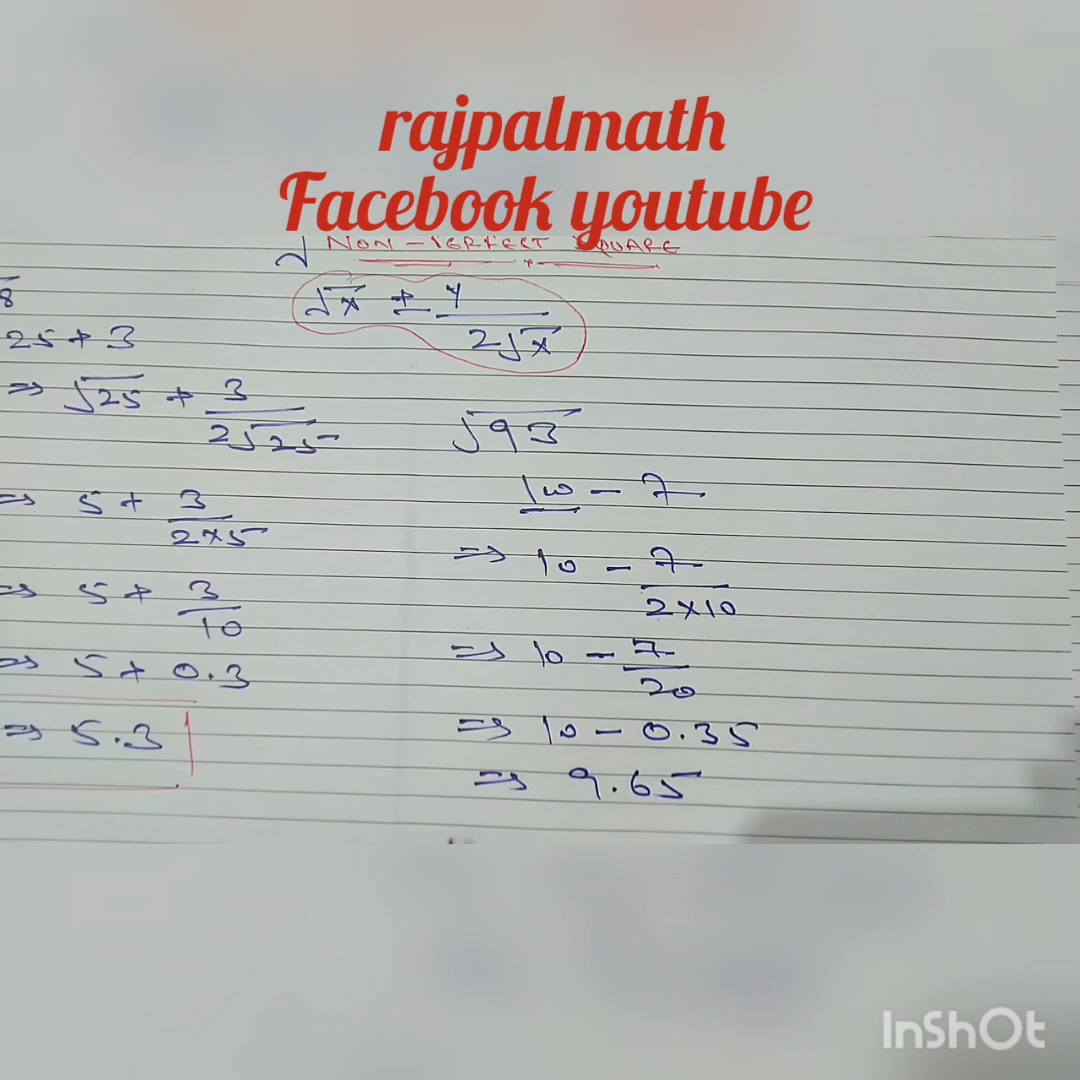 rajpalmath
Facebook youtube
√ NON-PERFECT SQUARE
√x ± y/2√x
8
25 + 3
⇒ √25 + 3/2√25
⇒ 5 + 3/2×5
⇒ 5 + 3/10
⇒ 5 + 0.3
⇒ 5.3
√93
100 - 7
⇒ 10 - 7/2×10
⇒ 10 - 7/20
⇒ 10 - 0.35
⇒ 9.65
InShOt